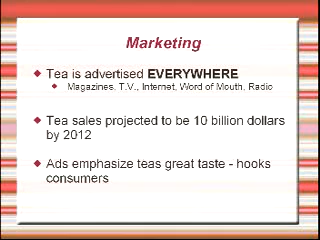 Marketing
Tea is advertised EVERYWHERE
Magazines, T.V., Internet, Word of Mouth, Radio
Tea sales projected to be 10 billion dollars
by 2012
Ads emphasize teas great taste - hooks
consumers